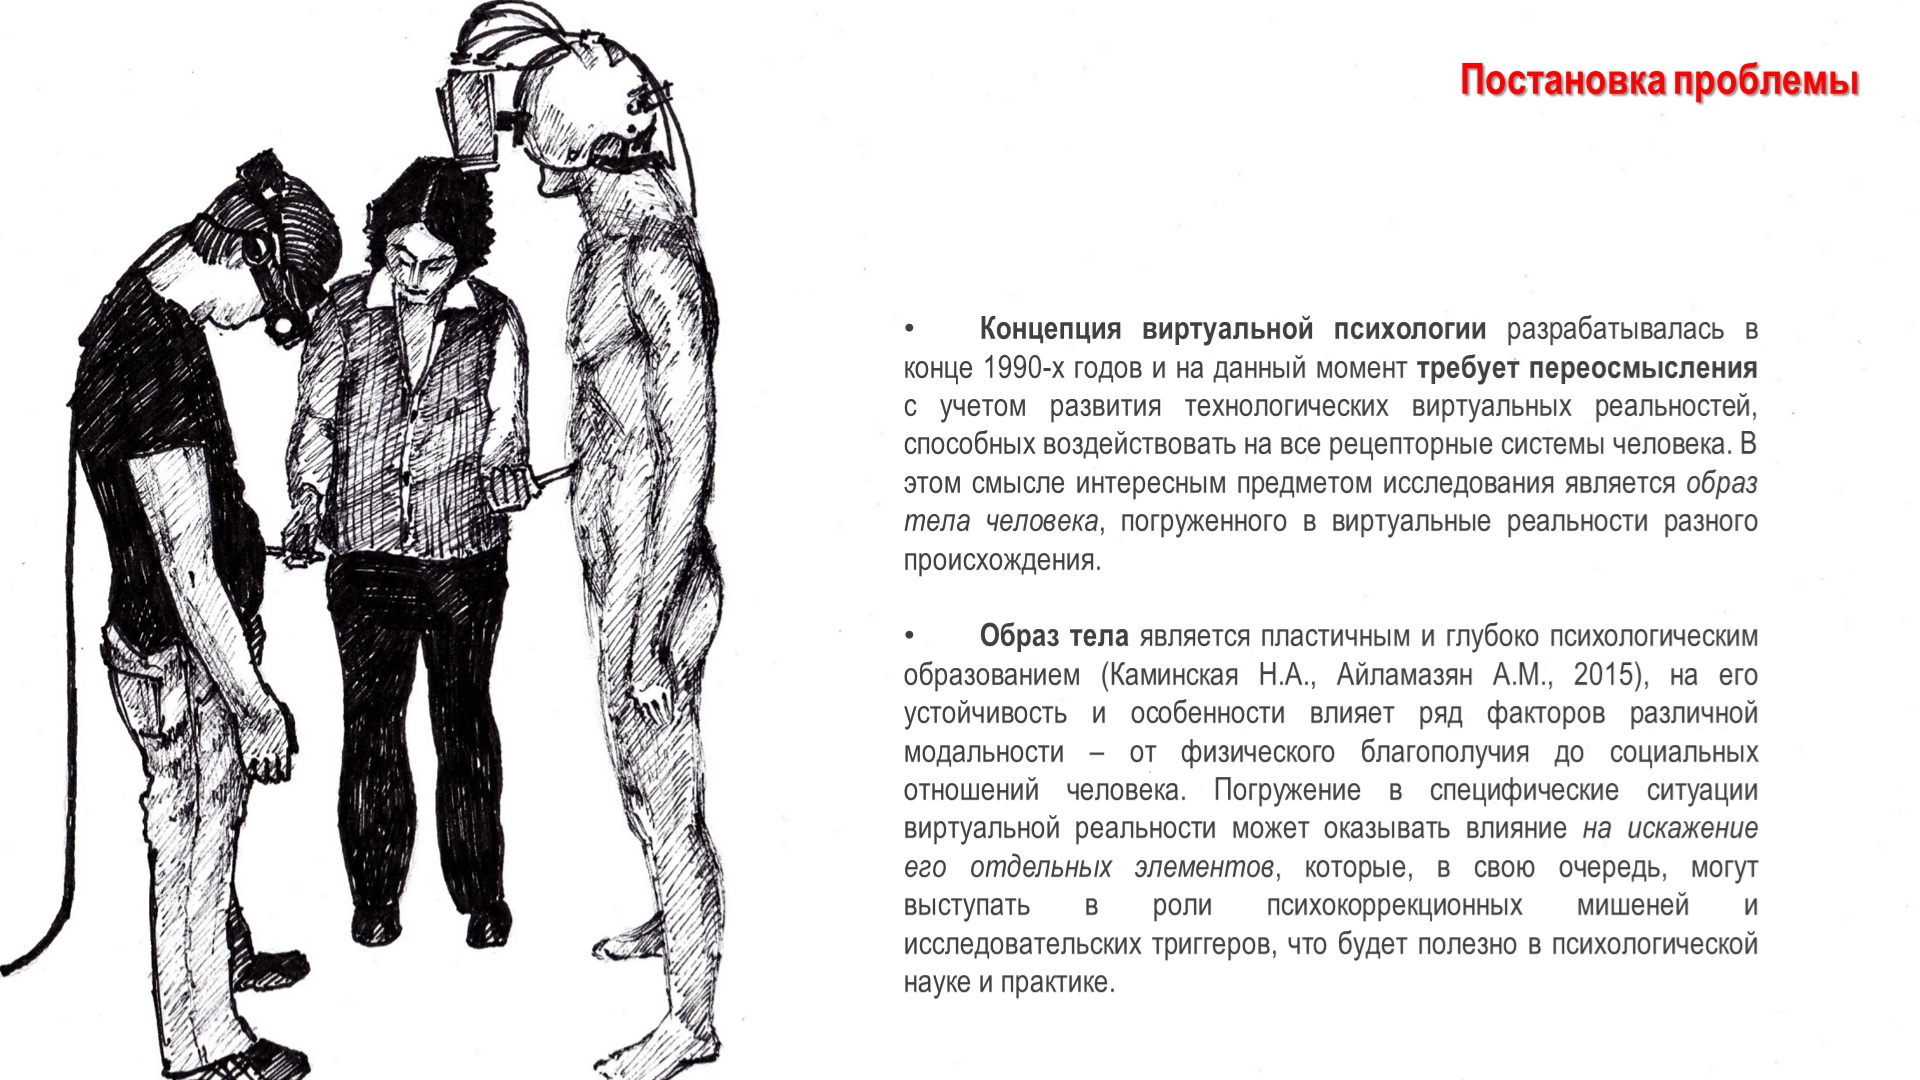 Постановка проблемы
• Концепция виртуальной психологии разрабатывалась в
конце 1990-х годов и на данный момент требует переосмысления
с учетом развития технологических виртуальных реальностей,
способных воздействовать на все рецепторные системы человека. В
этом смысле интересным предметом исследования является образ
тела человека, погруженного в виртуальные реальности разного
происхождения.
• Образ тела является пластичным и глубоко психологическим
образованием (Каминская Н.А., Айламазян А.М., 2015), на его
устойчивость и особенности влияет ряд факторов различной
модальности – от физического благополучия до социальных
отношений человека. Погружение в специфические ситуации
виртуальной реальности может оказывать влияние на искажение
его отдельных элементов, которые, в свою очередь, могут
выступать в роли психокоррекционных мишеней и
исследовательских триггеров, что будет полезно в психологической
науке и практике.